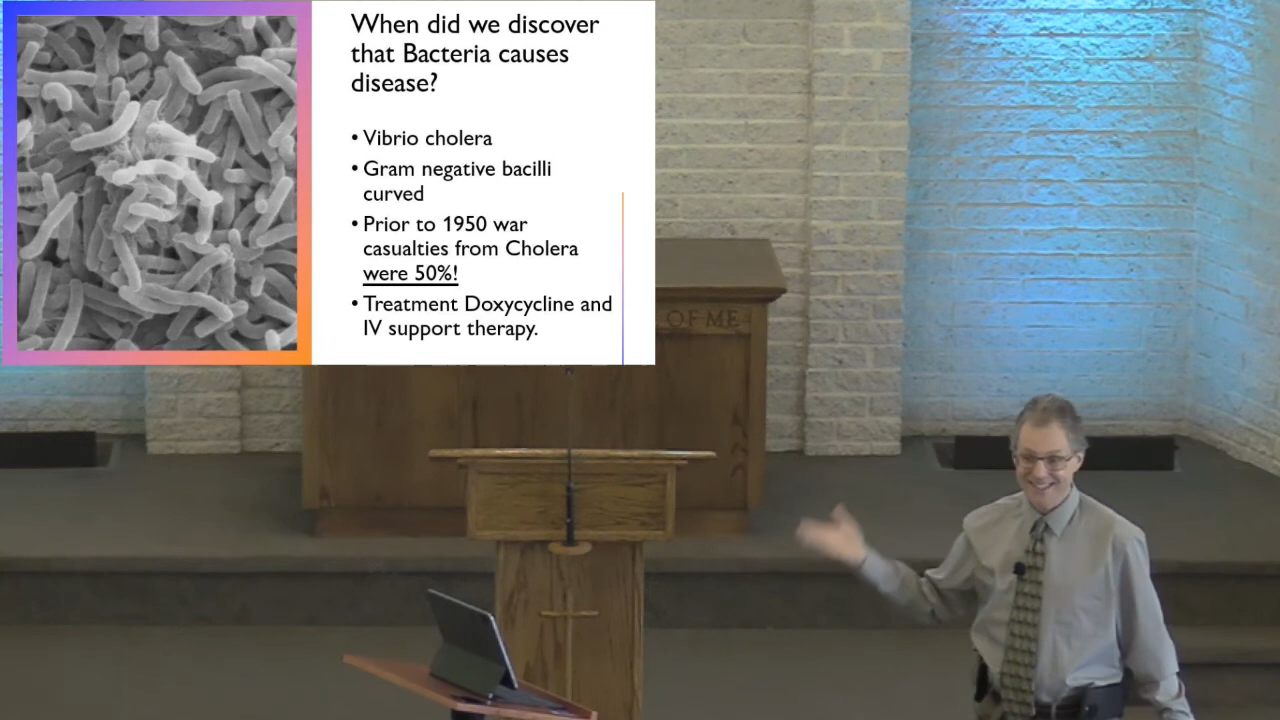 When did we discover
that Bacteria causes
disease?
• Vibrio cholera
• Gram negative bacilli
curved
• Prior to 1950 war
casualties from Cholera
were 50%!
• Treatment Doxycycline and
IV support therapy.
OF ME